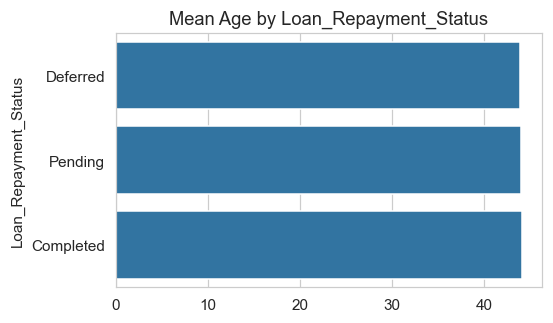 Mean Age by Loan_Repayment_Status
Loan_Repayment_Status
Deferred
Pending
Completed
0 10 20 30 40